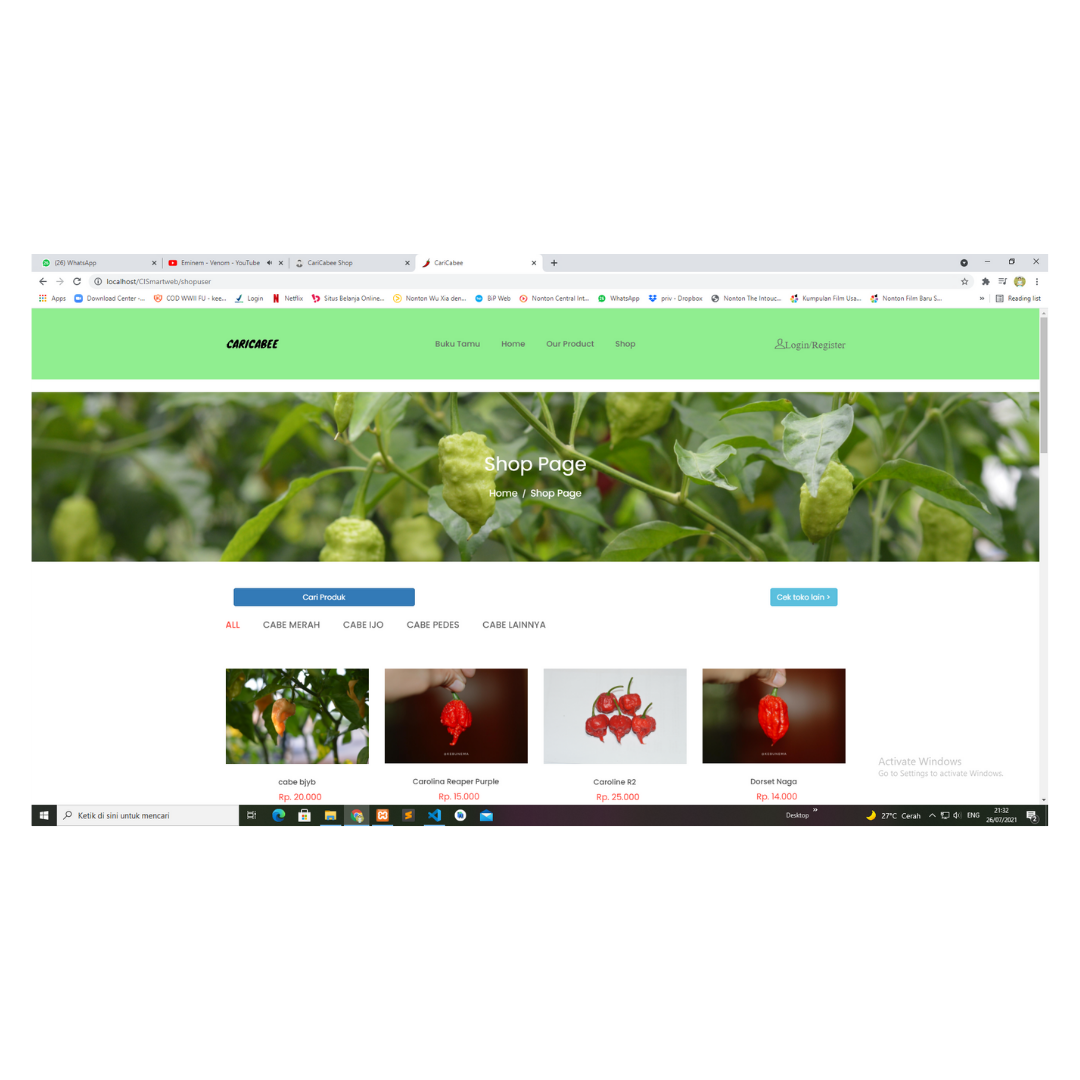 (26) WhatsApp
Eminem - Venom - YouTube
CariCabee Shop
CariCabee
localhost/CISmartweb/shopuser
Apps Download Center -... COD WWII FU - kee... Login Netflix Situs Belanja Online... Nonton Wu Xia den... BiP Web Nonton Central Int... WhatsApp priv - Dropbox Nonton The Intouc... Kumpulan Film Usa... Nonton Film Baru S... » Reading list
CARICABEE Buku Tamu Home Our Product Shop Login/Register
Shop Page
Home / Shop Page
Cari Produk Cek toko lain >
ALL CABE MERAH CABE IJO CABE PEDES CABE LAINNYA
cabe bjyb Carolina Reaper Purple Caroline R2 Dorset Naga
Rp. 20.000 Rp. 15.000 Rp. 25.000 Rp. 14.000
Activate Windows
Go to Settings to activate Windows.
Ketik di sini untuk mencari Desktop » 27°C Cerah ENG 21:32
26/07/2021
2